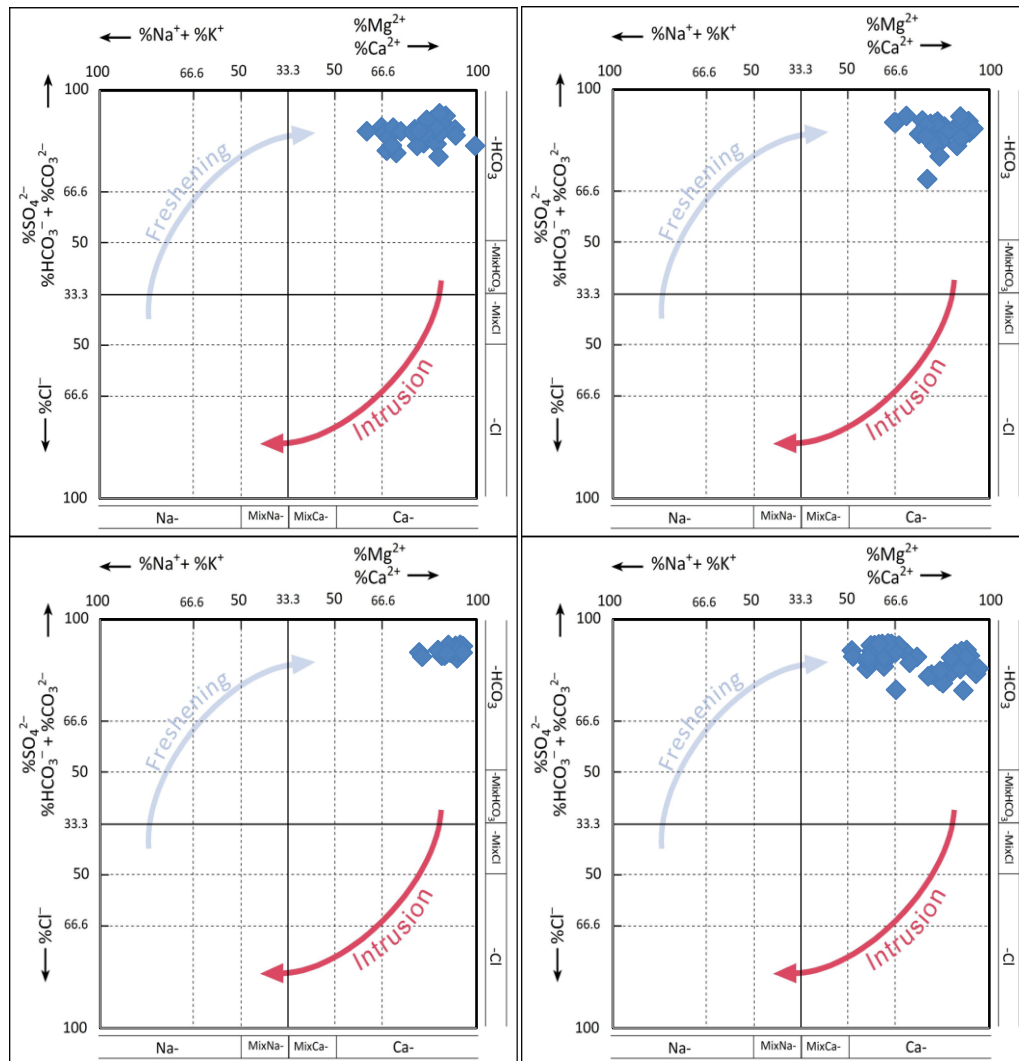 ← %Na⁺+ %K⁺
%Mg²⁺
%Ca²⁺ →
100 66.6 50 33.3 50 66.6 100
← %Cl⁻ %SO₄²⁻ →
%HCO₃⁻ + %CO₃²⁻
100
66.6
50
33.3
50
66.6
100
Freshening
Intrusion
-HCO₃
-MixHCO₃
-MixCl
-Cl
Na- MixNa- MixCa- Ca-
← %Na⁺+ %K⁺
%Mg²⁺
%Ca²⁺ →
100 66.6 50 33.3 50 66.6 100
← %Cl⁻ %SO₄²⁻ →
%HCO₃⁻ + %CO₃²⁻
100
66.6
50
33.3
50
66.6
100
Freshening
Intrusion
-HCO₃
-MixHCO₃
-MixCl
-Cl
Na- MixNa- MixCa- Ca-
← %Na⁺+ %K⁺
%Mg²⁺
%Ca²⁺ →
100 66.6 50 33.3 50 66.6 100
← %Cl⁻ %SO₄²⁻ →
%HCO₃⁻ + %CO₃²⁻
100
66.6
50
33.3
50
66.6
100
Freshening
Intrusion
-HCO₃
-MixHCO₃
-MixCl
-Cl
Na- MixNa- MixCa- Ca-
← %Na⁺+ %K⁺
%Mg²⁺
%Ca²⁺ →
100 66.6 50 33.3 50 66.6 100
← %Cl⁻ %SO₄²⁻ →
%HCO₃⁻ + %CO₃²⁻
100
66.6
50
33.3
50
66.6
100
Freshening
Intrusion
-HCO₃
-MixHCO₃
-MixCl
-Cl
Na- MixNa- MixCa- Ca-